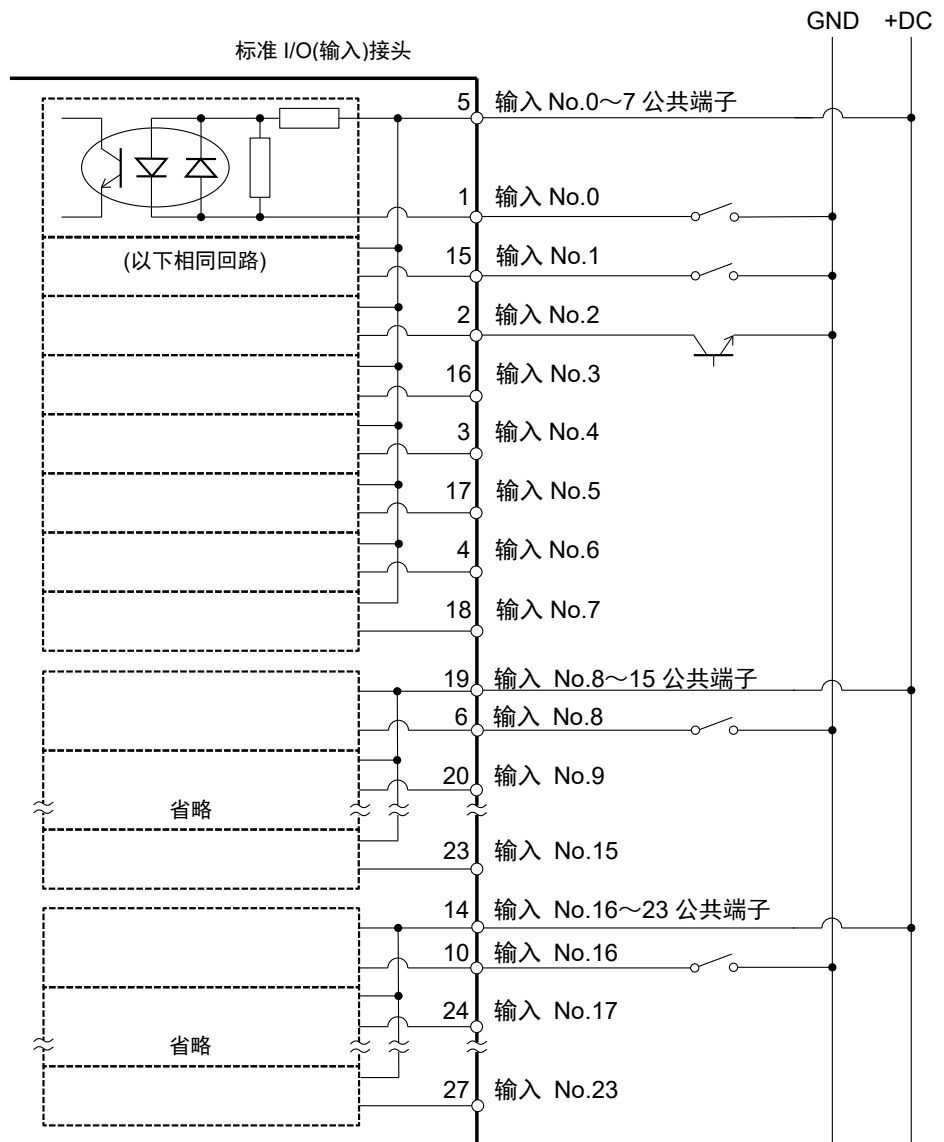 GND +DC
标准 I/O(输入)接头
5 输入 No.0～7 公共端子
1 输入 No.0
(以下相同回路)
15 输入 No.1
2 输入 No.2
16 输入 No.3
3 输入 No.4
17 输入 No.5
4 输入 No.6
18 输入 No.7
19 输入 No.8～15 公共端子
6 输入 No.8
20 输入 No.9
省略
23 输入 No.15
14 输入 No.16～23 公共端子
10 输入 No.16
24 输入 No.17
省略
27 输入 No.23